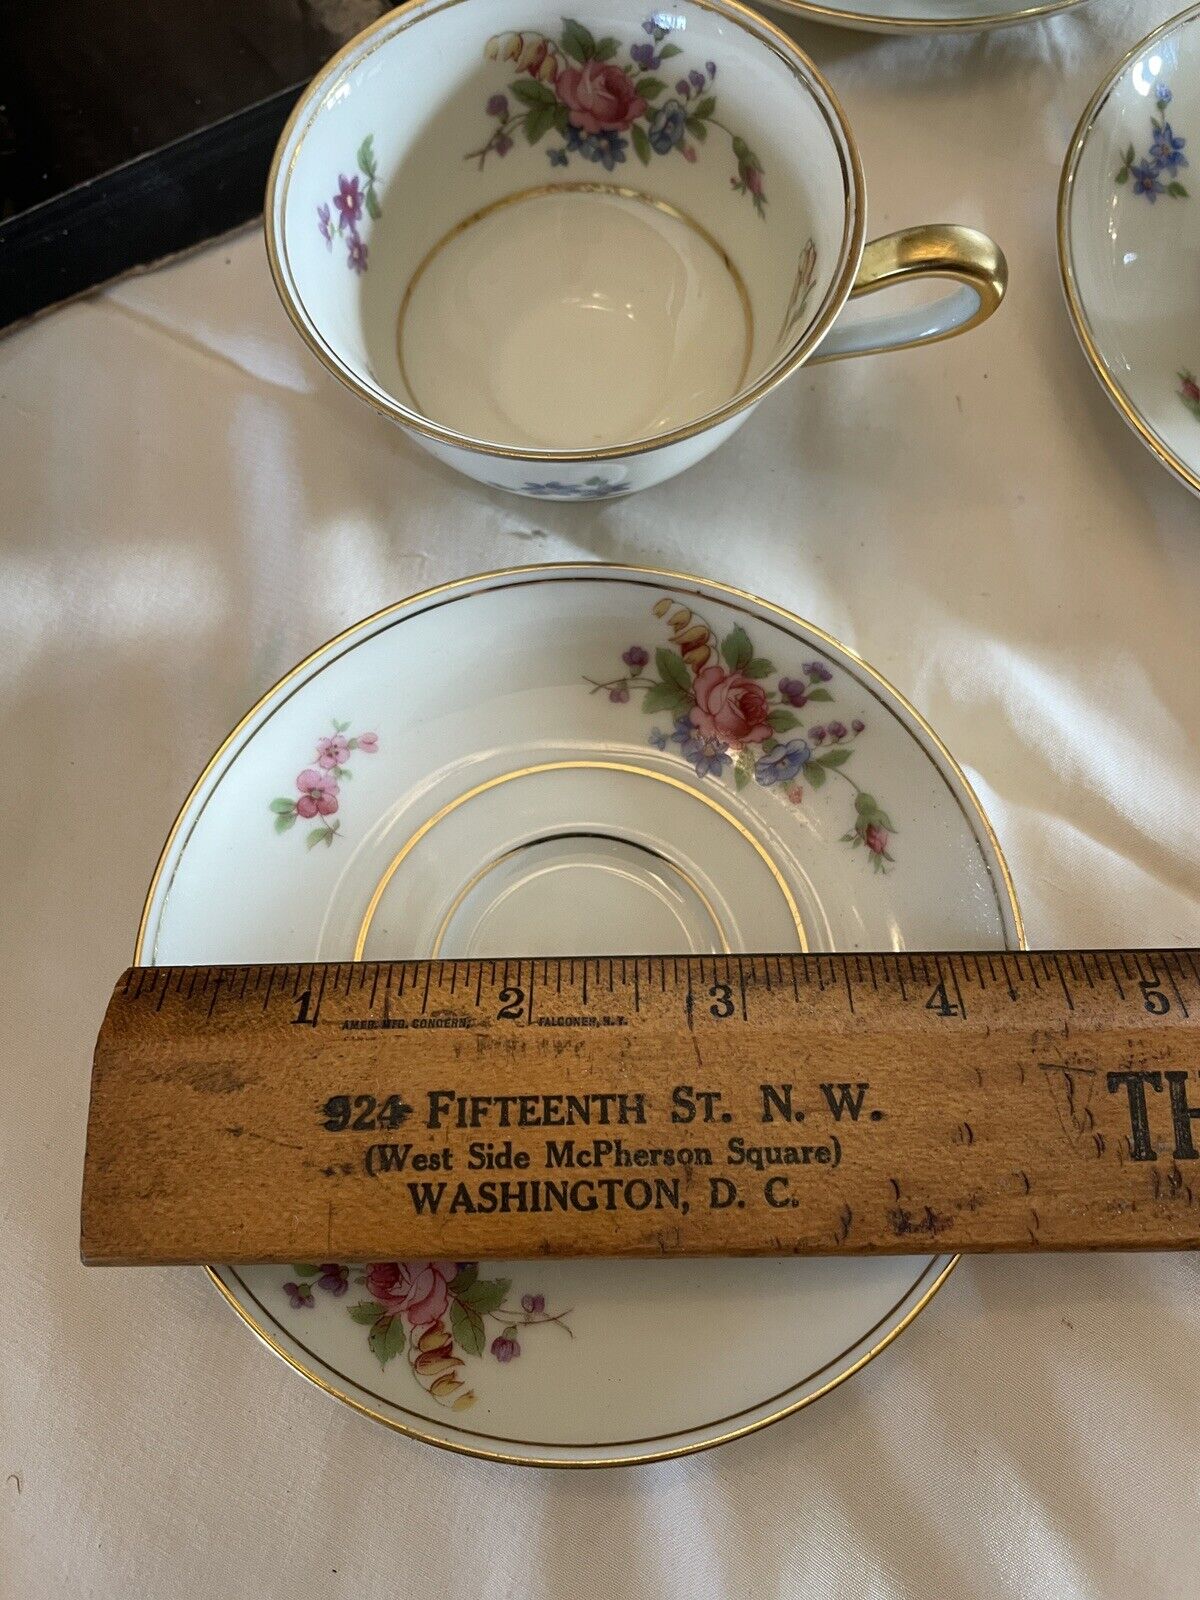 1 2 3 4 5
AMER. MFG. CONCERN, FALCONER, N. Y.
924 FIFTEENTH ST. N. W.
(West Side McPherson Square)
WASHINGTON, D. C.
TH